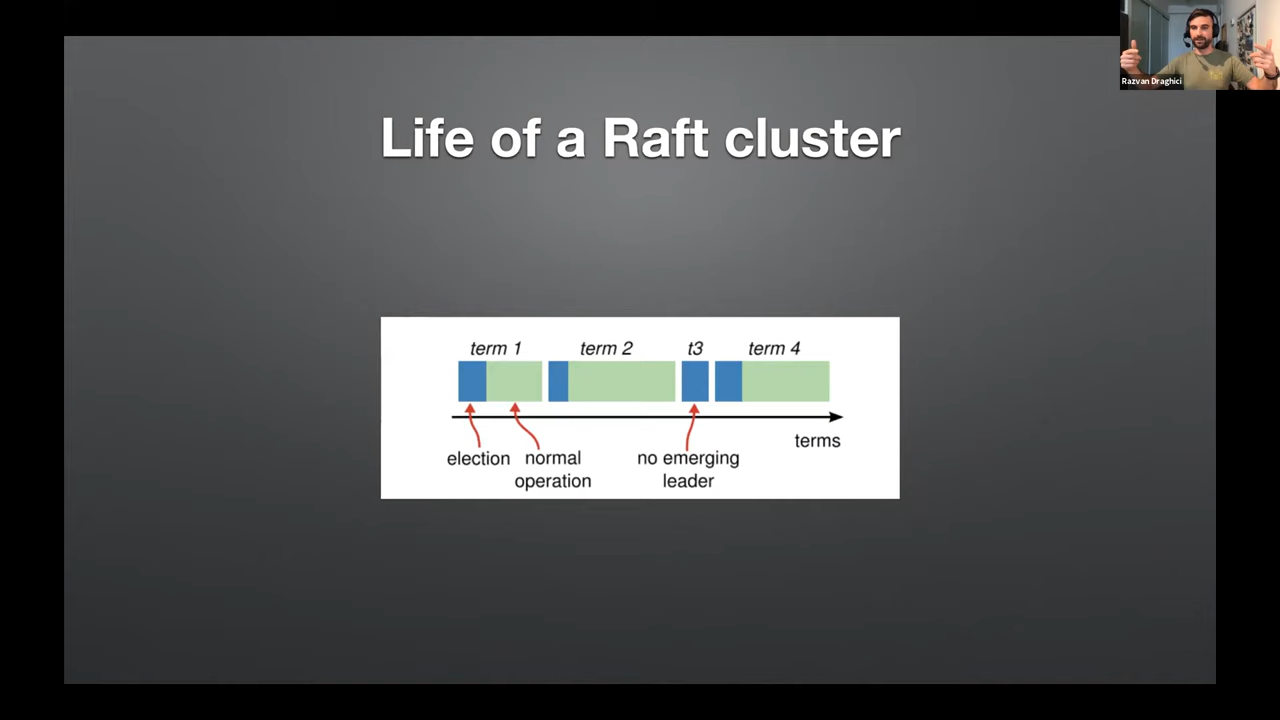 Razvan Draghici
Life of a Raft cluster
term 1 term 2 t3 term 4
terms
election normal operation no emerging leader